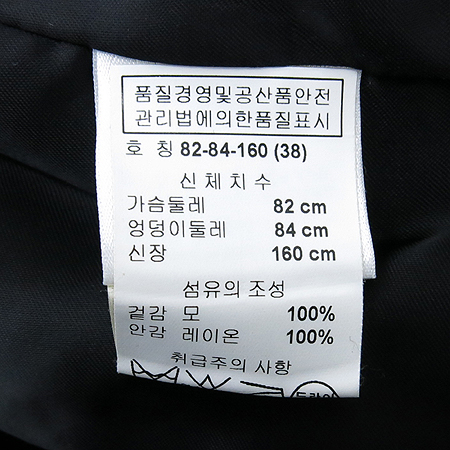 품질경영및공산품안전
관리법에의한품질표시
호 칭 82-84-160 (38)
신 체 치 수
가슴둘레 82 cm
엉덩이둘레 84 cm
신장 160 cm
섬유의 조성
겉감 모 100%
안감 레이온 100%
취급주의 사항